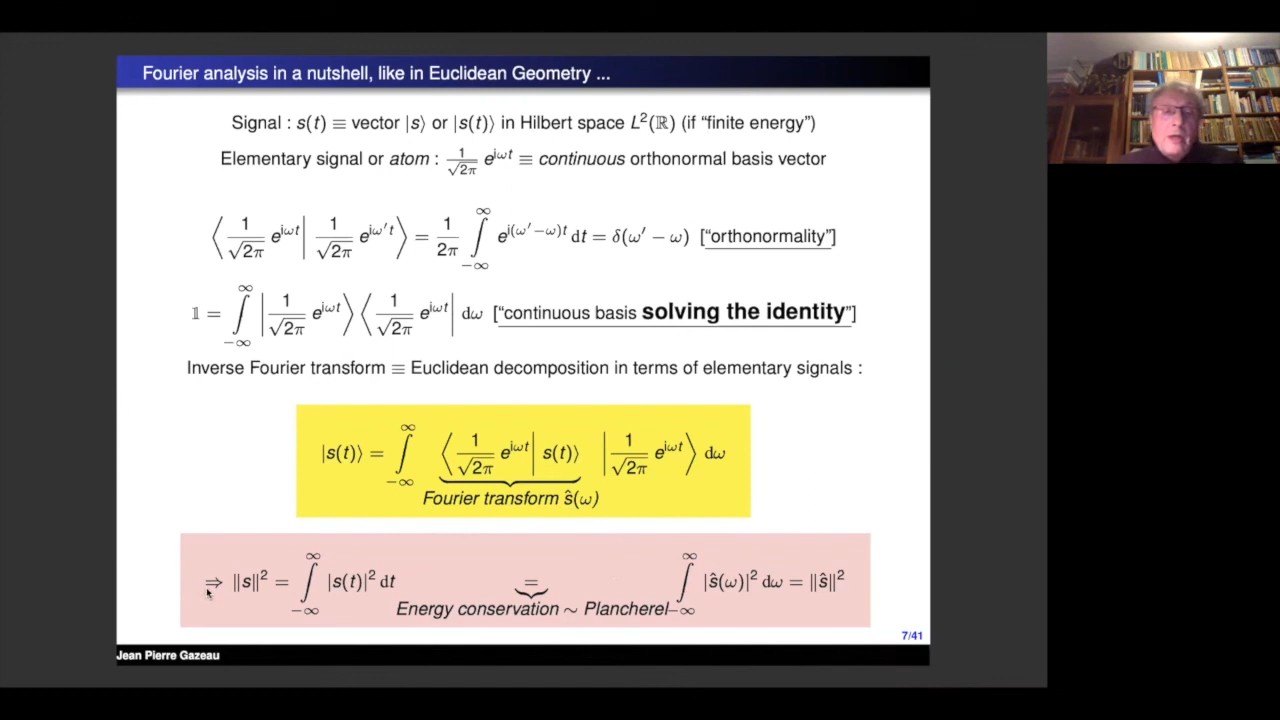 Fourier analysis in a nutshell, like in Euclidean Geometry ...
Signal : s(t) ≡ vector |s⟩ or |s(t)⟩ in Hilbert space L²(ℝ) (if “finite energy”)
Elementary signal or atom : 1/√2π e^{iωt} ≡ continuous orthonormal basis vector
⟨ 1/√2π e^{iωt} | 1/√2π e^{iω′t} ⟩ = 1/2π ∫_{−∞}^{∞} e^{i(ω′−ω)t} dt = δ(ω′ − ω) [“orthonormality”]
𝟙 = ∫_{−∞}^{∞} | 1/√2π e^{iωt} ⟩ ⟨ 1/√2π e^{iωt} | dω [“continuous basis solving the identity”]
Inverse Fourier transform ≡ Euclidean decomposition in terms of elementary signals :
|s(t)⟩ = ∫_{−∞}^{∞} ⟨ 1/√2π e^{iωt} | s(t)⟩ | 1/√2π e^{iωt} ⟩ dω
Fourier transform ŝ(ω)
⇒ ‖s‖² = ∫_{−∞}^{∞} |s(t)|² dt = ∫_{−∞}^{∞} |ŝ(ω)|² dω = ‖ŝ‖²
Energy conservation ∼ Plancherel
7/41
Jean Pierre Gazeau